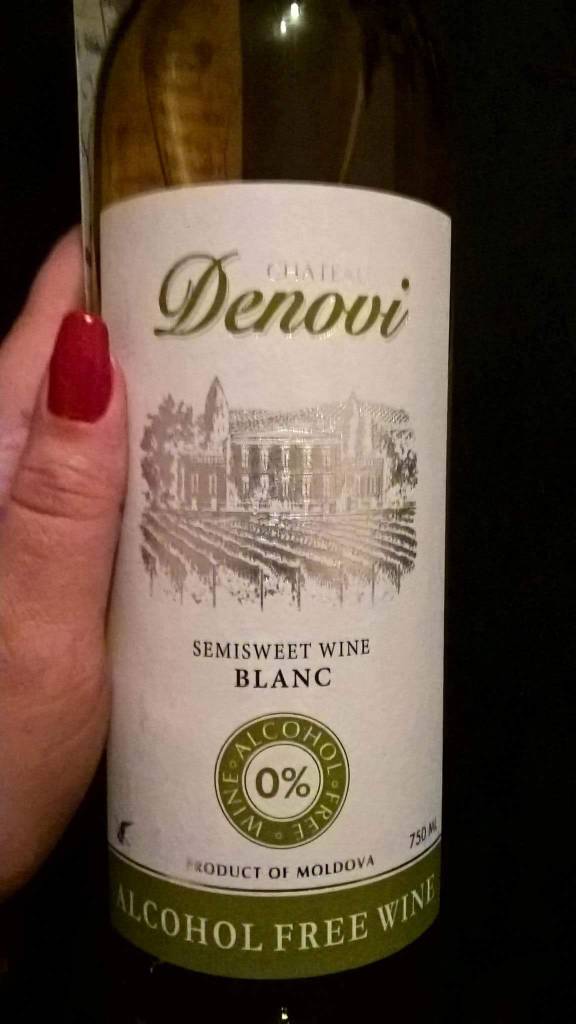 CHATEAU
Denovi
SEMISWEET WINE
BLANC
ALCOHOL FREE WINE
0%
750 ML
PRODUCT OF MOLDOVA
ALCOHOL FREE WINE